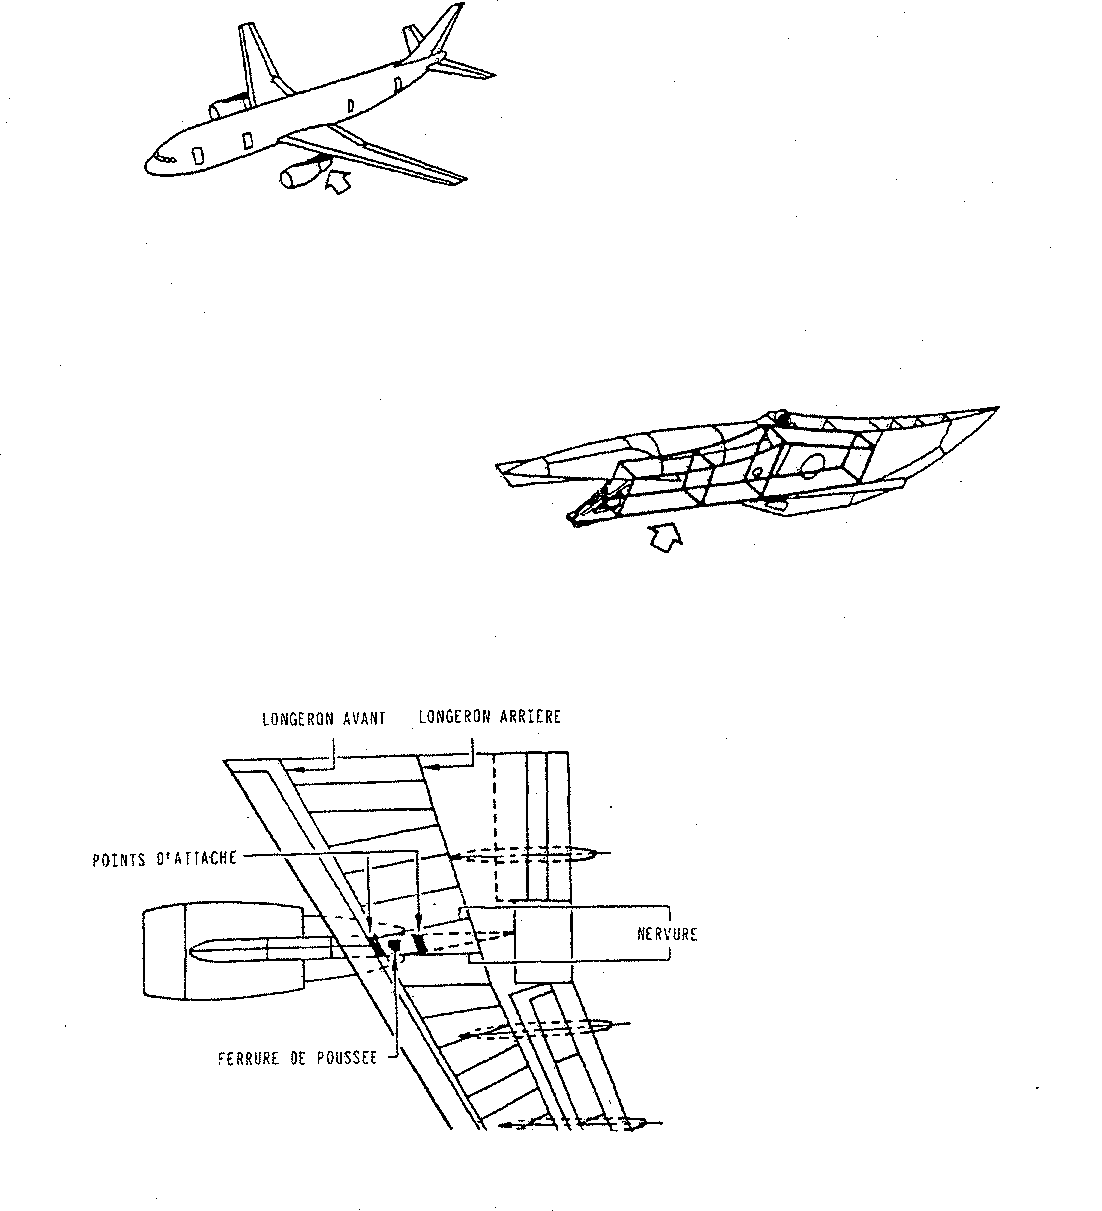 LONGERON AVANT
LONGERON ARRIERE
POINTS D'ATTACHE
NERVURE
FERRURE DE POUSSEE